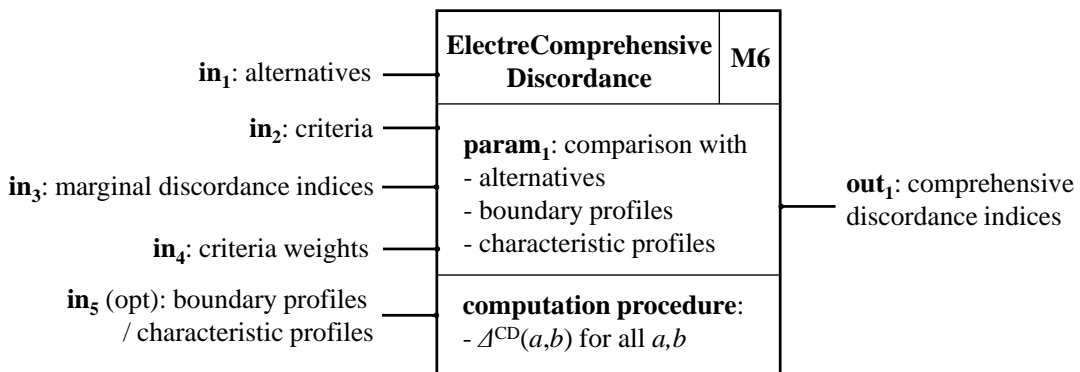 ElectreComprehensive
Discordance
M6
in₁: alternatives
in₂: criteria
in₃: marginal discordance indices
in₄: criteria weights
in₅ (opt): boundary profiles
/ characteristic profiles
param₁: comparison with
- alternatives
- boundary profiles
- characteristic profiles
computation procedure:
- Δᶜᴰ(a,b) for all a,b
out₁: comprehensive
discordance indices